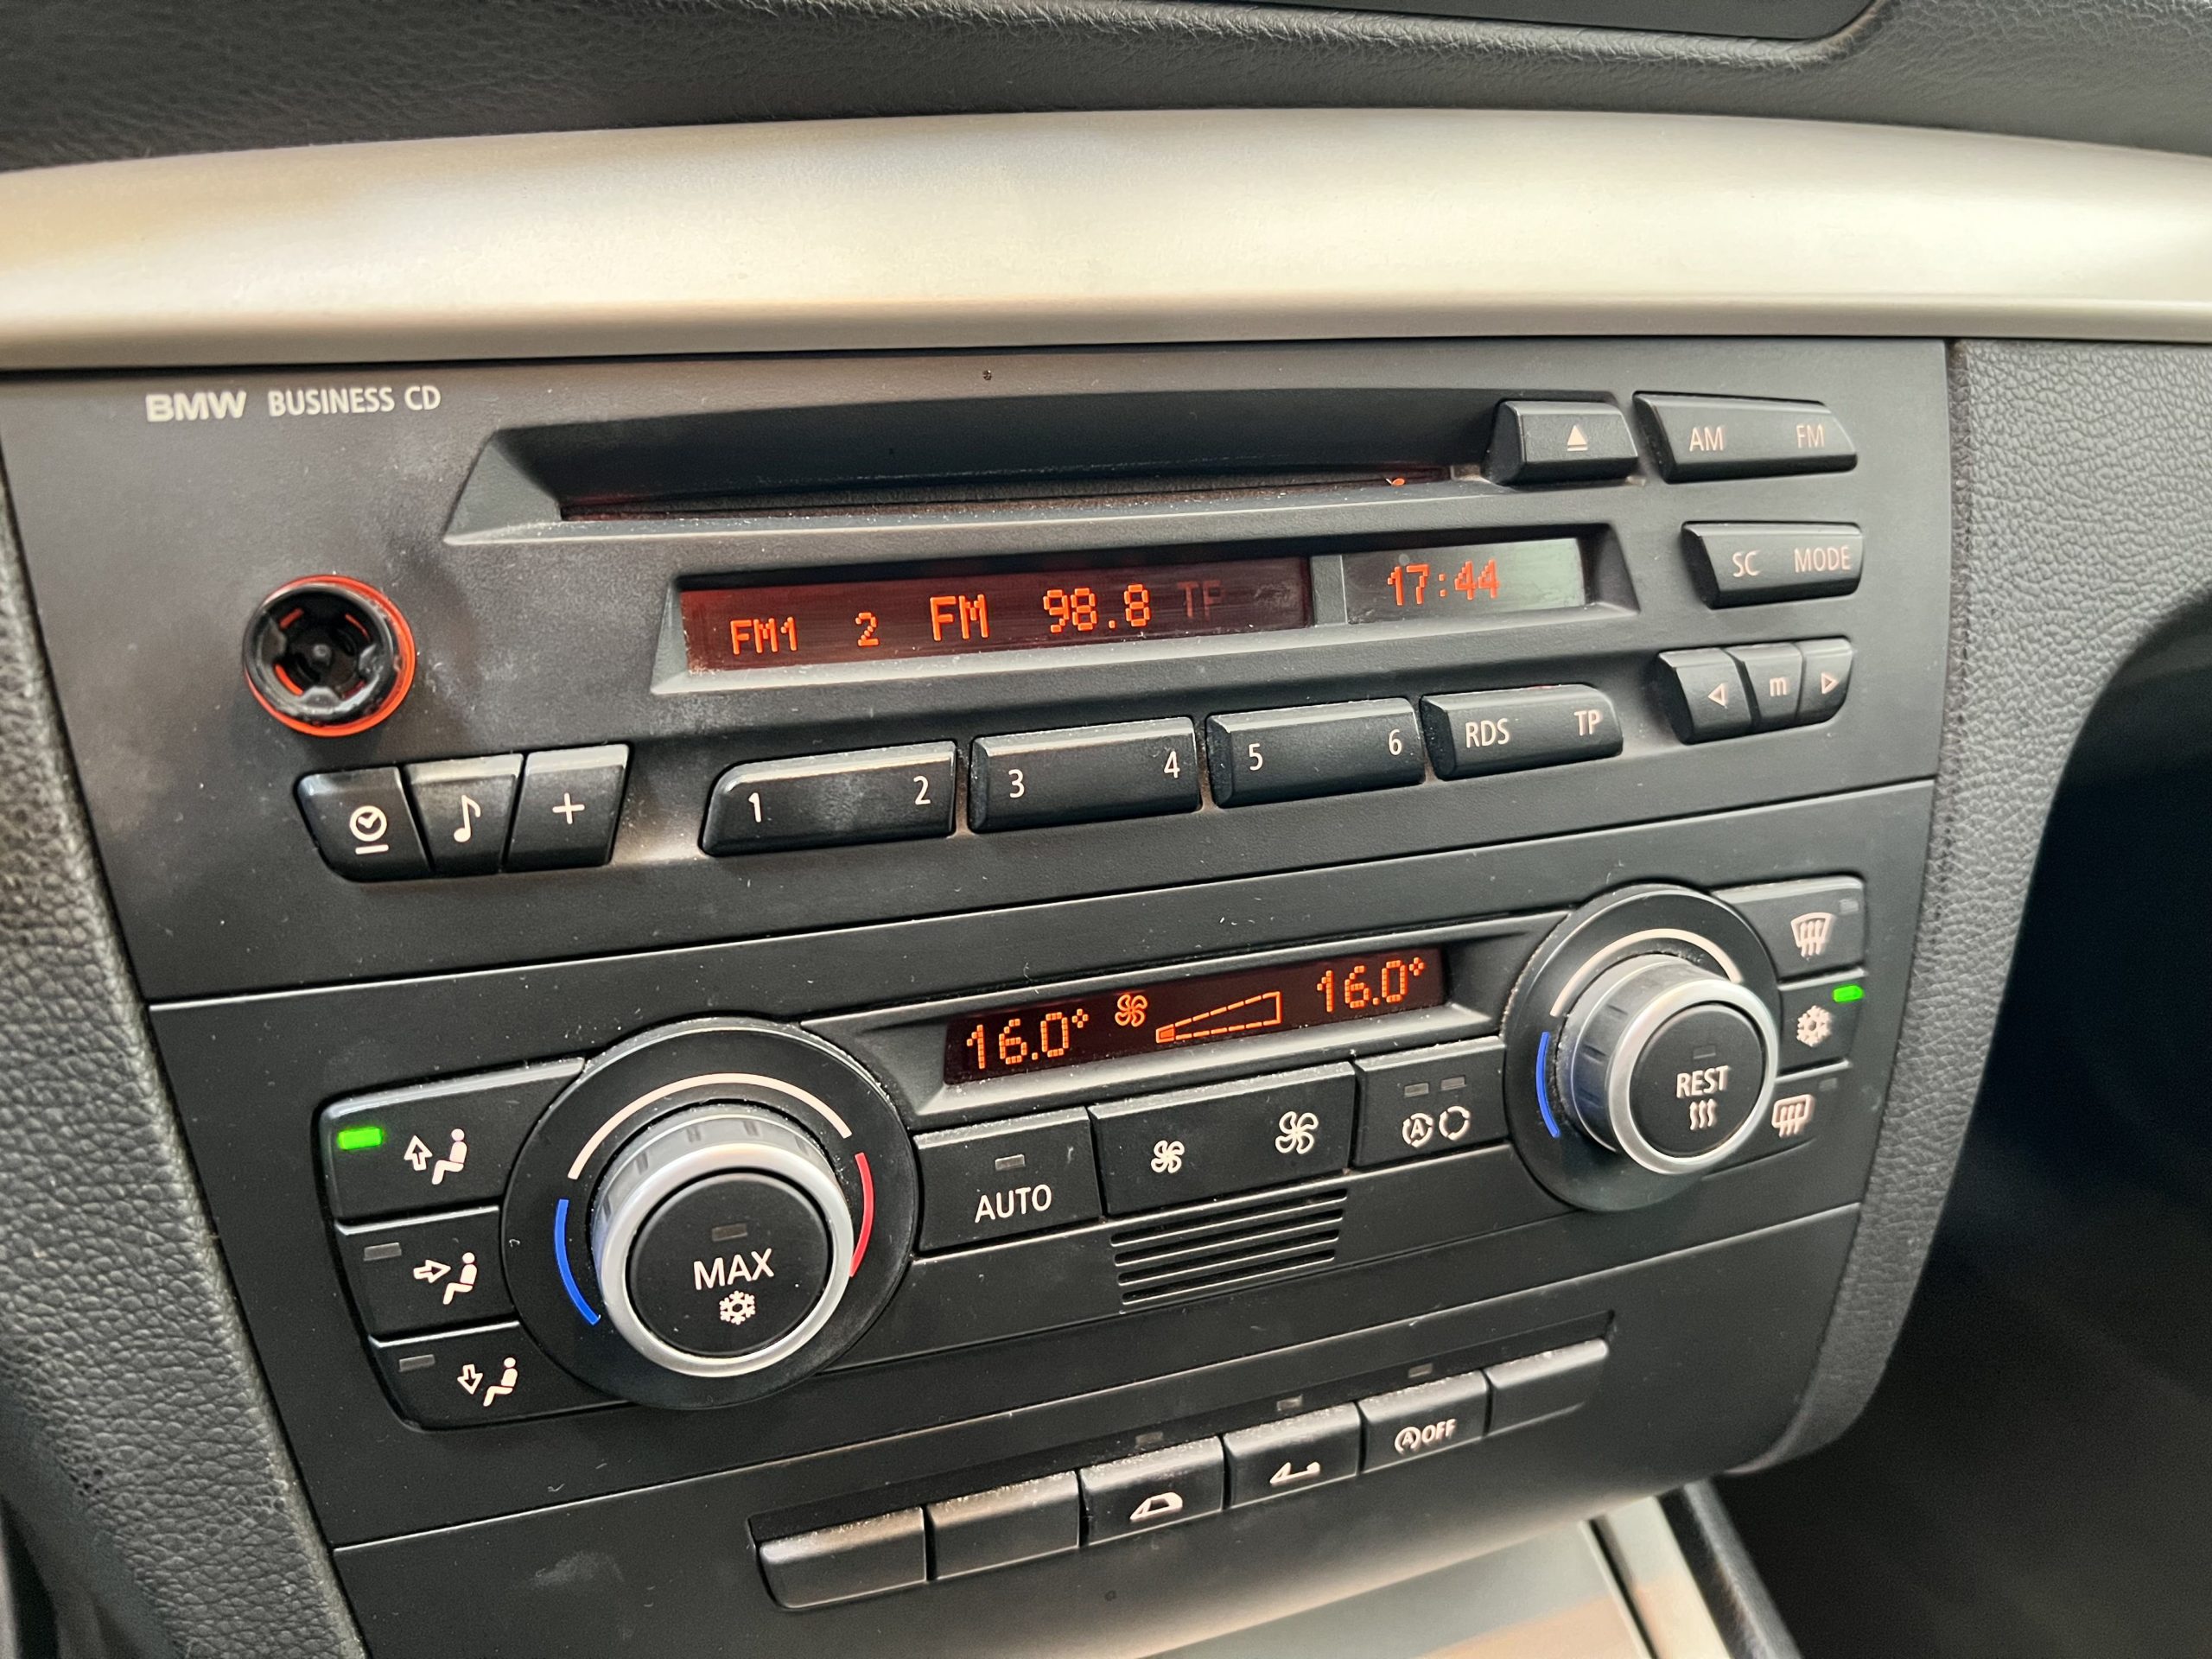 BMW BUSINESS CD
AM FM
SC MODE
FM1 2 FM 98.8 TP 17:44
m
1 2 3 4 5 6 RDS TP
16.0° 16.0°
REST
AUTO
A
MAX
A OFF